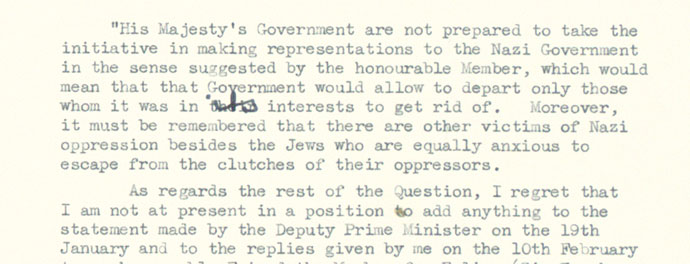 "His Majesty's Government are not prepared to take the
initiative in making representations to the Nazi Government
in the sense suggested by the honourable Member, which would
mean that that Government would allow to depart only those
whom it was in its interests to get rid of. Moreover,
it must be remembered that there are other victims of Nazi
oppression besides the Jews who are equally anxious to
escape from the clutches of their oppressors.
As regards the rest of the Question, I regret that
I am not at present in a position to add anything to the
statement made by the Deputy Prime Minister on the 19th
January and to the replies given by me on the 10th February